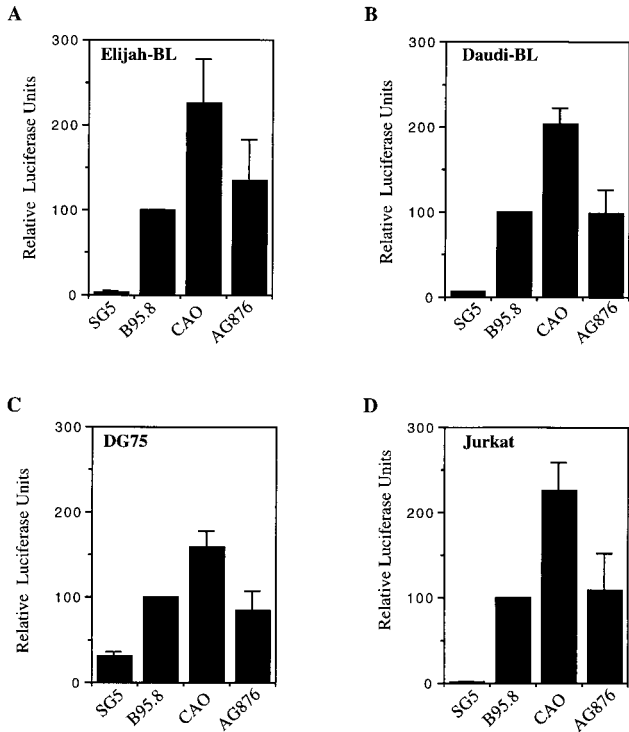 A
Elijah-BL
Relative Luciferase Units
300
200
100
0
SG5
B95.8
CAO
AG876
B
Daudi-BL
Relative Luciferase Units
300
200
100
0
SG5
B95.8
CAO
AG876
C
DG75
Relative Luciferase Units
300
200
100
0
SG5
B95.8
CAO
AG876
D
Jurkat
Relative Luciferase Units
300
200
100
0
SG5
B95.8
CAO
AG876